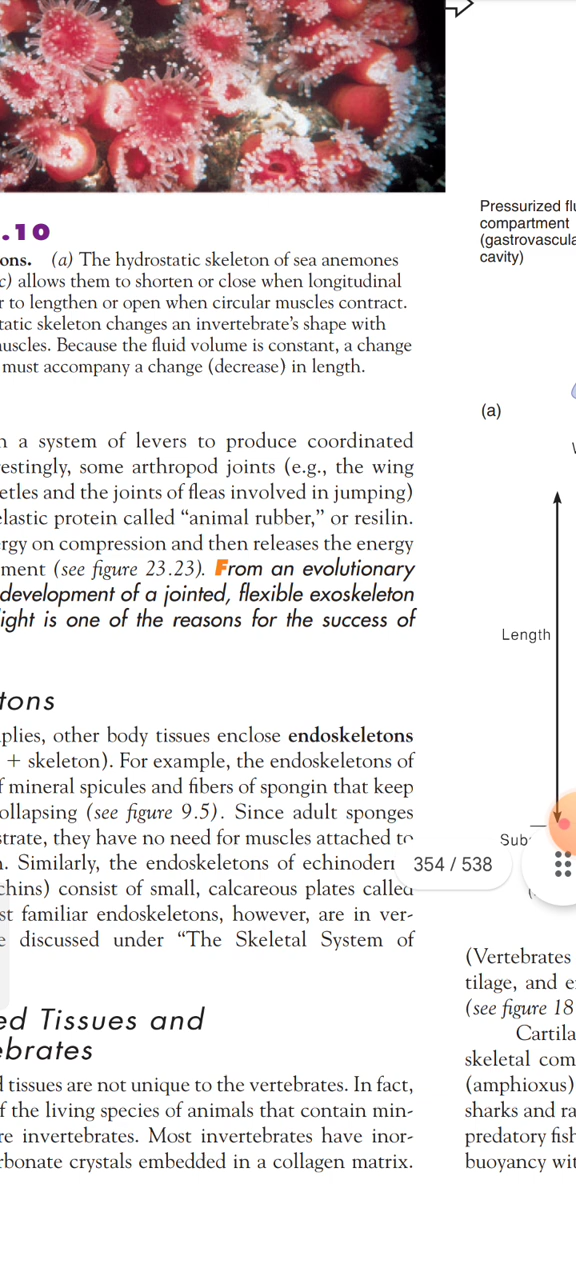 .10
ons. (a) The hydrostatic skeleton of sea anemones
c) allows them to shorten or close when longitudinal
r to lengthen or open when circular muscles contract.
tatic skeleton changes an invertebrate's shape with
uscles. Because the fluid volume is constant, a change
must accompany a change (decrease) in length.
a system of levers to produce coordinated
estingly, some arthropod joints (e.g., the wing
etles and the joints of fleas involved in jumping)
elastic protein called “animal rubber,” or resilin.
rgy on compression and then releases the energy
ment (see figure 23.23). From an evolutionary
development of a jointed, flexible exoskeleton
ight is one of the reasons for the success of
tons
plies, other body tissues enclose endoskeletons
+ skeleton). For example, the endoskeletons of
f mineral spicules and fibers of spongin that keep
ollapsing (see figure 9.5). Since adult sponges
strate, they have no need for muscles attached to
. Similarly, the endoskeletons of echinoder
chins) consist of small, calcareous plates called
st familiar endoskeletons, however, are in ver-
e discussed under “The Skeletal System of
ed Tissues and
ebrates
d tissues are not unique to the vertebrates. In fact,
f the living species of animals that contain min-
re invertebrates. Most invertebrates have inor-
rbonate crystals embedded in a collagen matrix.
Pressurized flu
compartment
(gastrovascula
cavity)
(a)
Length
Sub
354 / 538
(Vertebrates
tilage, and e
(see figure 18
Cartila
skeletal com
(amphioxus)
sharks and ra
predatory fish
buoyancy wit